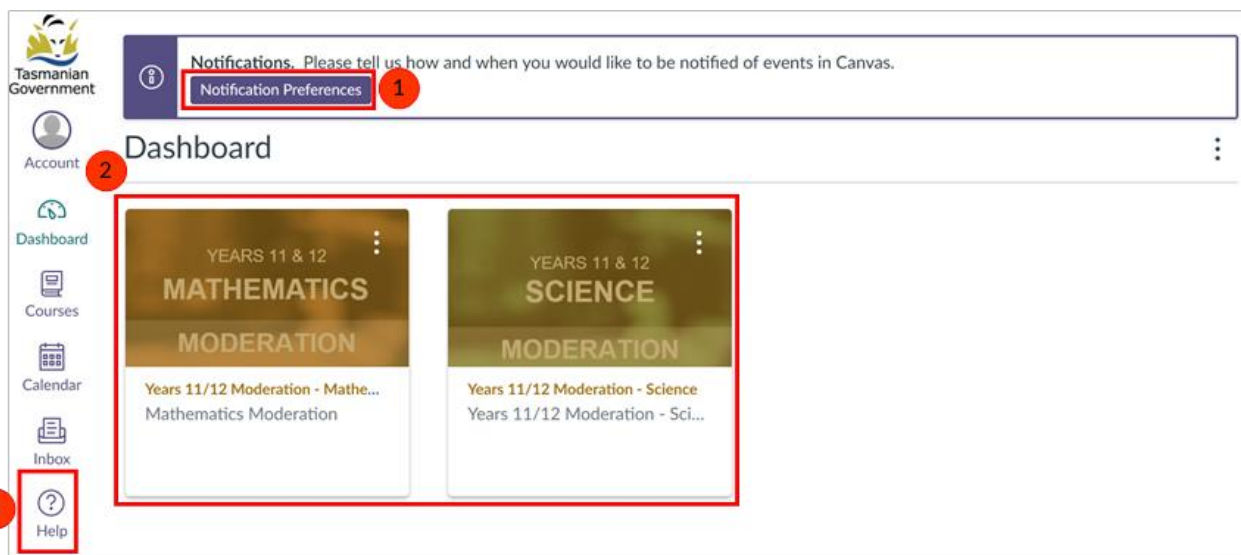 Tasmanian
Government
Notifications. Please tell us how and when you would like to be notified of events in Canvas.
Notification Preferences
1
Account
2
Dashboard
Dashboard
YEARS 11 & 12
MATHEMATICS
MODERATION
Years 11/12 Moderation - Mathe...
Mathematics Moderation
YEARS 11 & 12
SCIENCE
MODERATION
Years 11/12 Moderation - Science
Years 11/12 Moderation - Sci...
Courses
Calendar
Inbox
Help